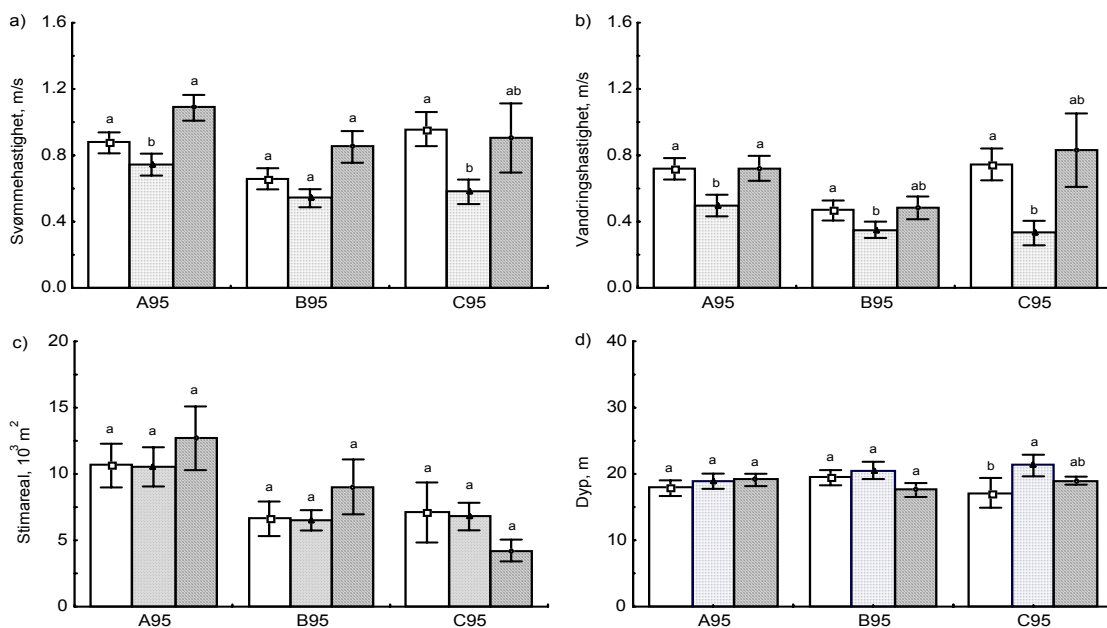 a)
Svømmehastighet, m/s
1.6
1.2
0.8
0.4
0.0
a b a
a a a
a b ab
A95 B95 C95
b)
Vandringshastighet, m/s
1.6
1.2
0.8
0.4
0.0
a b a
a b ab
a b ab
A95 B95 C95
c)
Stimareal, 10³ m²
20
15
10
5
0
a a a
a a a
a a a
A95 B95 C95
d)
Dyp, m
40
30
20
10
0
a a a
a a a
b a ab
A95 B95 C95